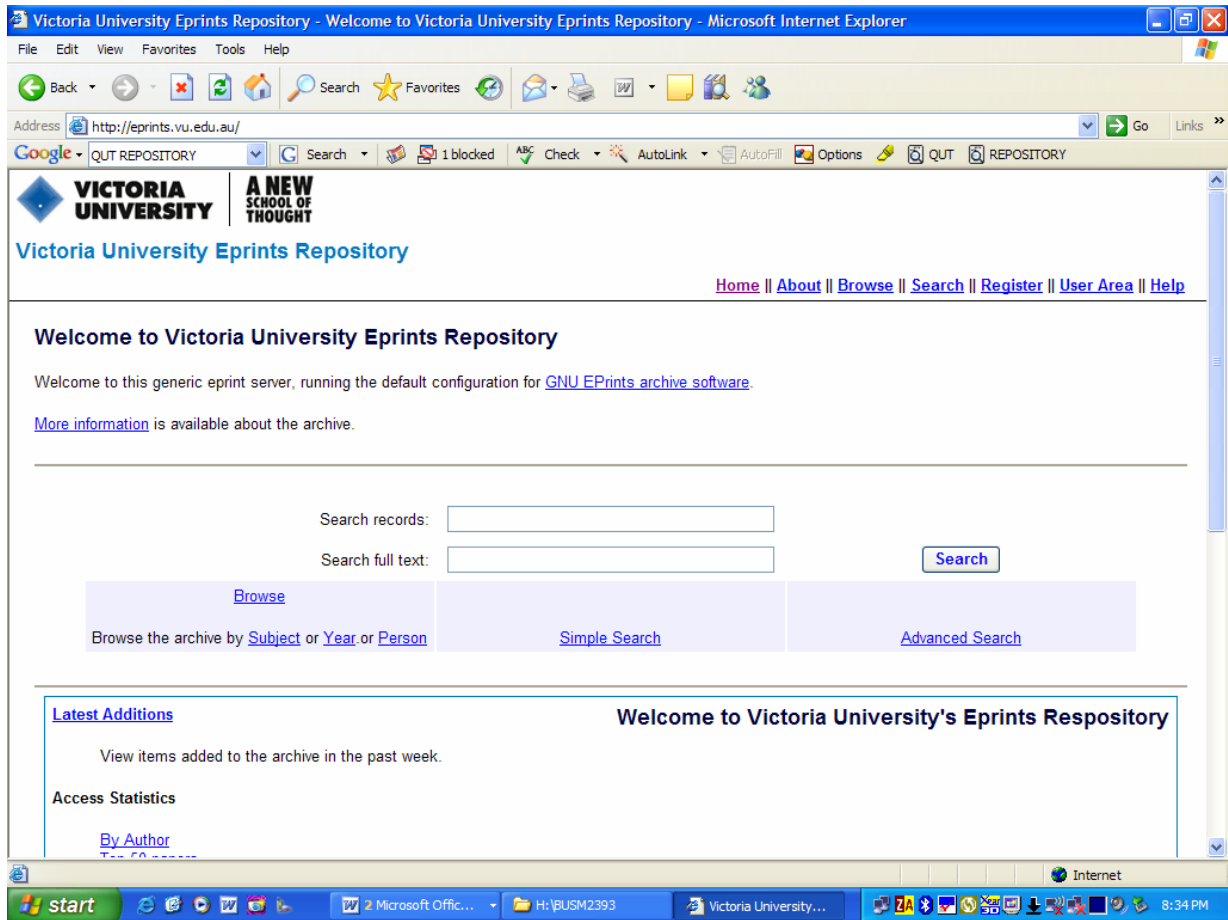 Victoria University Eprints Repository - Welcome to Victoria University Eprints Repository - Microsoft Internet Explorer
File Edit View Favorites Tools Help
Back Search Favorites
Address http://eprints.vu.edu.au/ Go Links »
Google QUT REPOSITORY G Search 1 blocked ABC Check AutoLink AutoFill Options QUT REPOSITORY
VICTORIA UNIVERSITY
A NEW
SCHOOL OF
THOUGHT
Victoria University Eprints Repository
Home || About || Browse || Search || Register || User Area || Help
Welcome to Victoria University Eprints Repository
Welcome to this generic eprint server, running the default configuration for GNU EPrints archive software.
More information is available about the archive.
Search records:
Search full text: Search
Browse
Browse the archive by Subject or Year.or Person Simple Search Advanced Search
Latest Additions Welcome to Victoria University's Eprints Respository
View items added to the archive in the past week.
Access Statistics
By Author
Top 50 papers
Internet
start 2 Microsoft Offic... H:\BUSM2393 Victoria University... ZA 8:34 PM